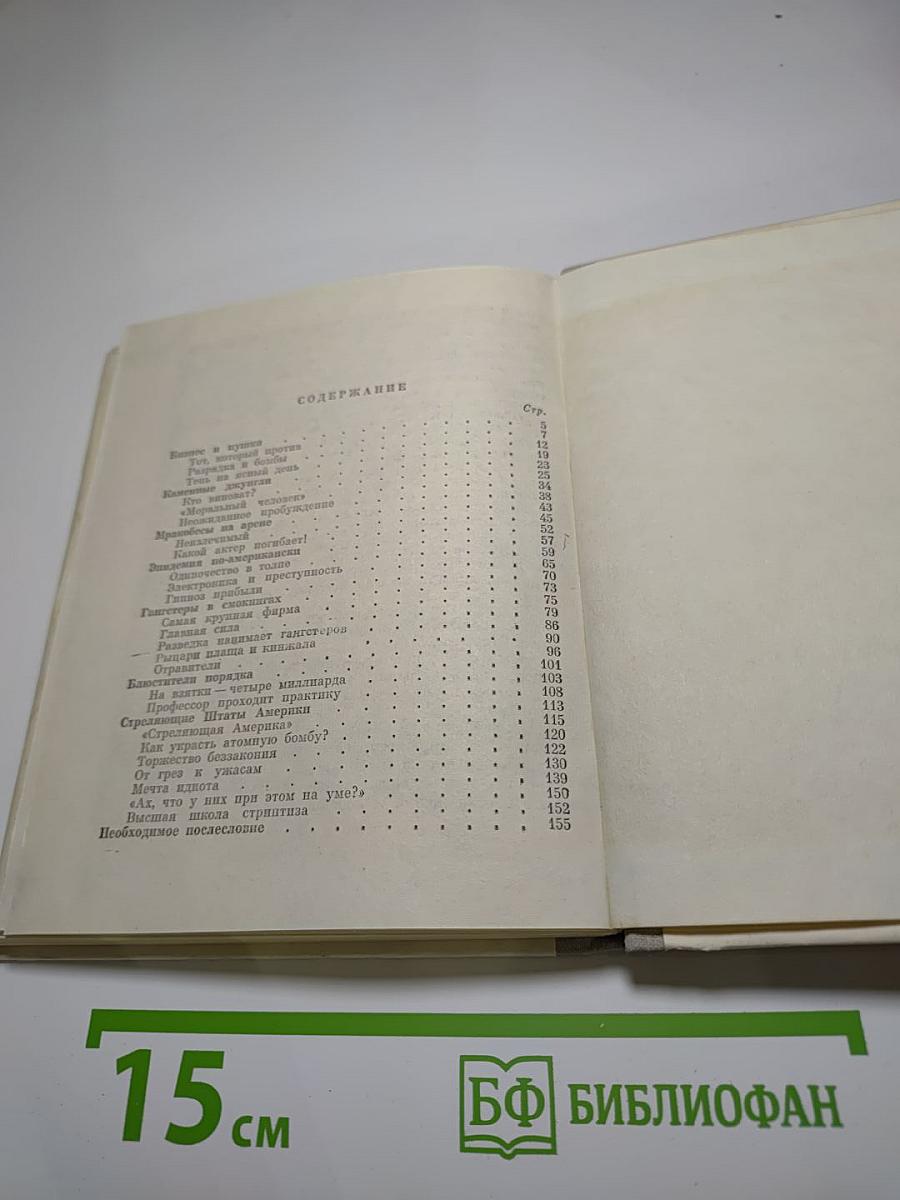 СОДЕРЖАНИЕ
Стр.
Бизнес и пушка . . . . . . . . . 5
Тот, который против . . . . . . . . . 7
Разрядка и бомбы . . . . . . . . . 12
Тень на ясный день . . . . . . . . . 19
Каменные джунгли . . . . . . . . . 23
Кто виноват? . . . . . . . . . 25
«Моральный человек» . . . . . . . . . 34
Неожиданное пробуждение . . . . . . . . 38
Мракобесы на арене . . . . . . . . . 43
Неизлечимый . . . . . . . . . 45
Какой актер погибает! . . . . . . . . . 52
Эпидемия по-американски . . . . . . . . . 57
Одиночество в толпе . . . . . . . . . 59
Электроника и преступность . . . . . . . . 65
Гипноз прибыли . . . . . . . . . 70
Гангстеры в смокингах . . . . . . . . . 73
Самая крупная фирма . . . . . . . . . 75
Главная сила . . . . . . . . . 79
Разведка нанимает гангстеров . . . . . . . . 86
Рыцари плаща и кинжала . . . . . . . . 90
Отравители . . . . . . . . . 96
Блюстители порядка . . . . . . . . . 101
На взятки — четыре миллиарда . . . . . . . 103
Профессор проходит практику . . . . . . . 108
Стреляющие Штаты Америки . . . . . . . . 113
«Стреляющая Америка» . . . . . . . . 115
Как украсть атомную бомбу? . . . . . . . . 120
Торжество беззакония . . . . . . . . . 122
От грез к ужасам . . . . . . . . . 130
Мечта идиота . . . . . . . . . 139
«Ах, что у них при этом на уме?» . . . . . . . 150
Высшая школа стриптиза . . . . . . . . 152
Необходимое послесловие . . . . . . . . . 155
15 см
БФ БИБЛИОФАН